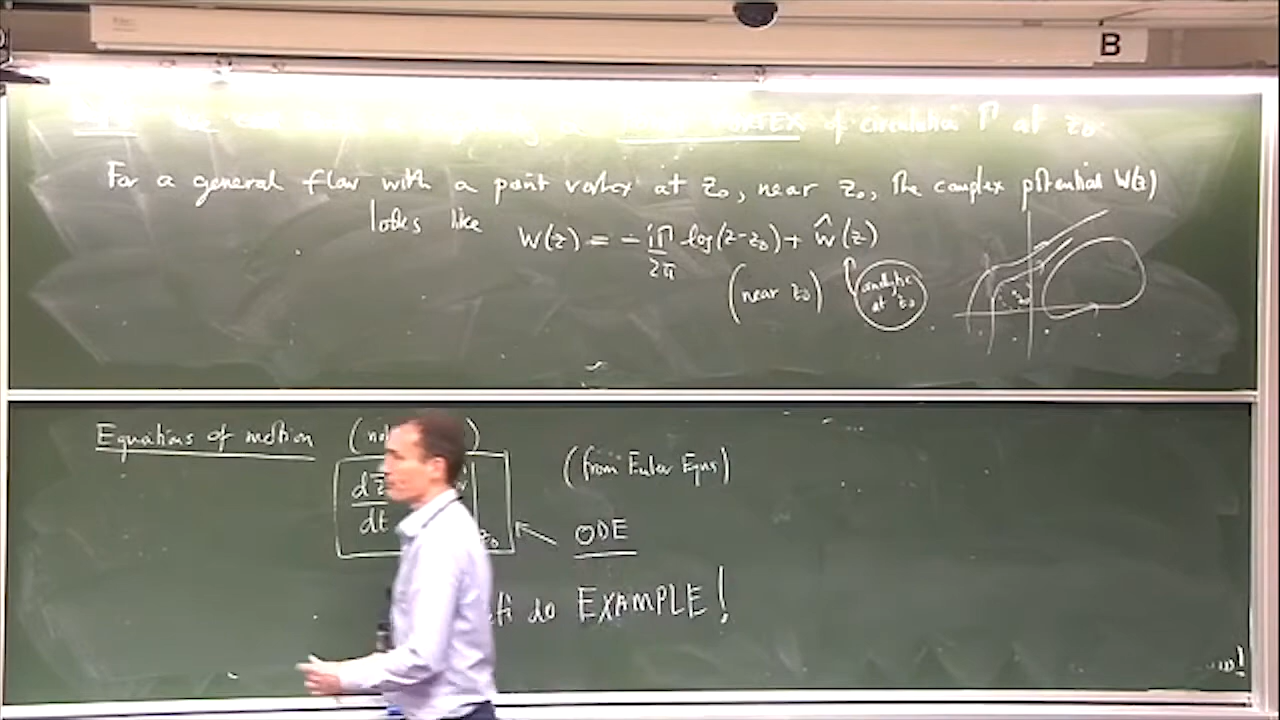 B
of circulation Γ at z₀
For a general flow with a point vortex at z₀, near z₀, the complex potential W(z)
looks like W(z) = -iΓ/2π log(z-z₀) + ŵ(z)
(near z₀) analytic at z₀
z₀
Equations of motion
(from Euler Eqns)
dz̄
dt
z₀
ODE
do EXAMPLE!